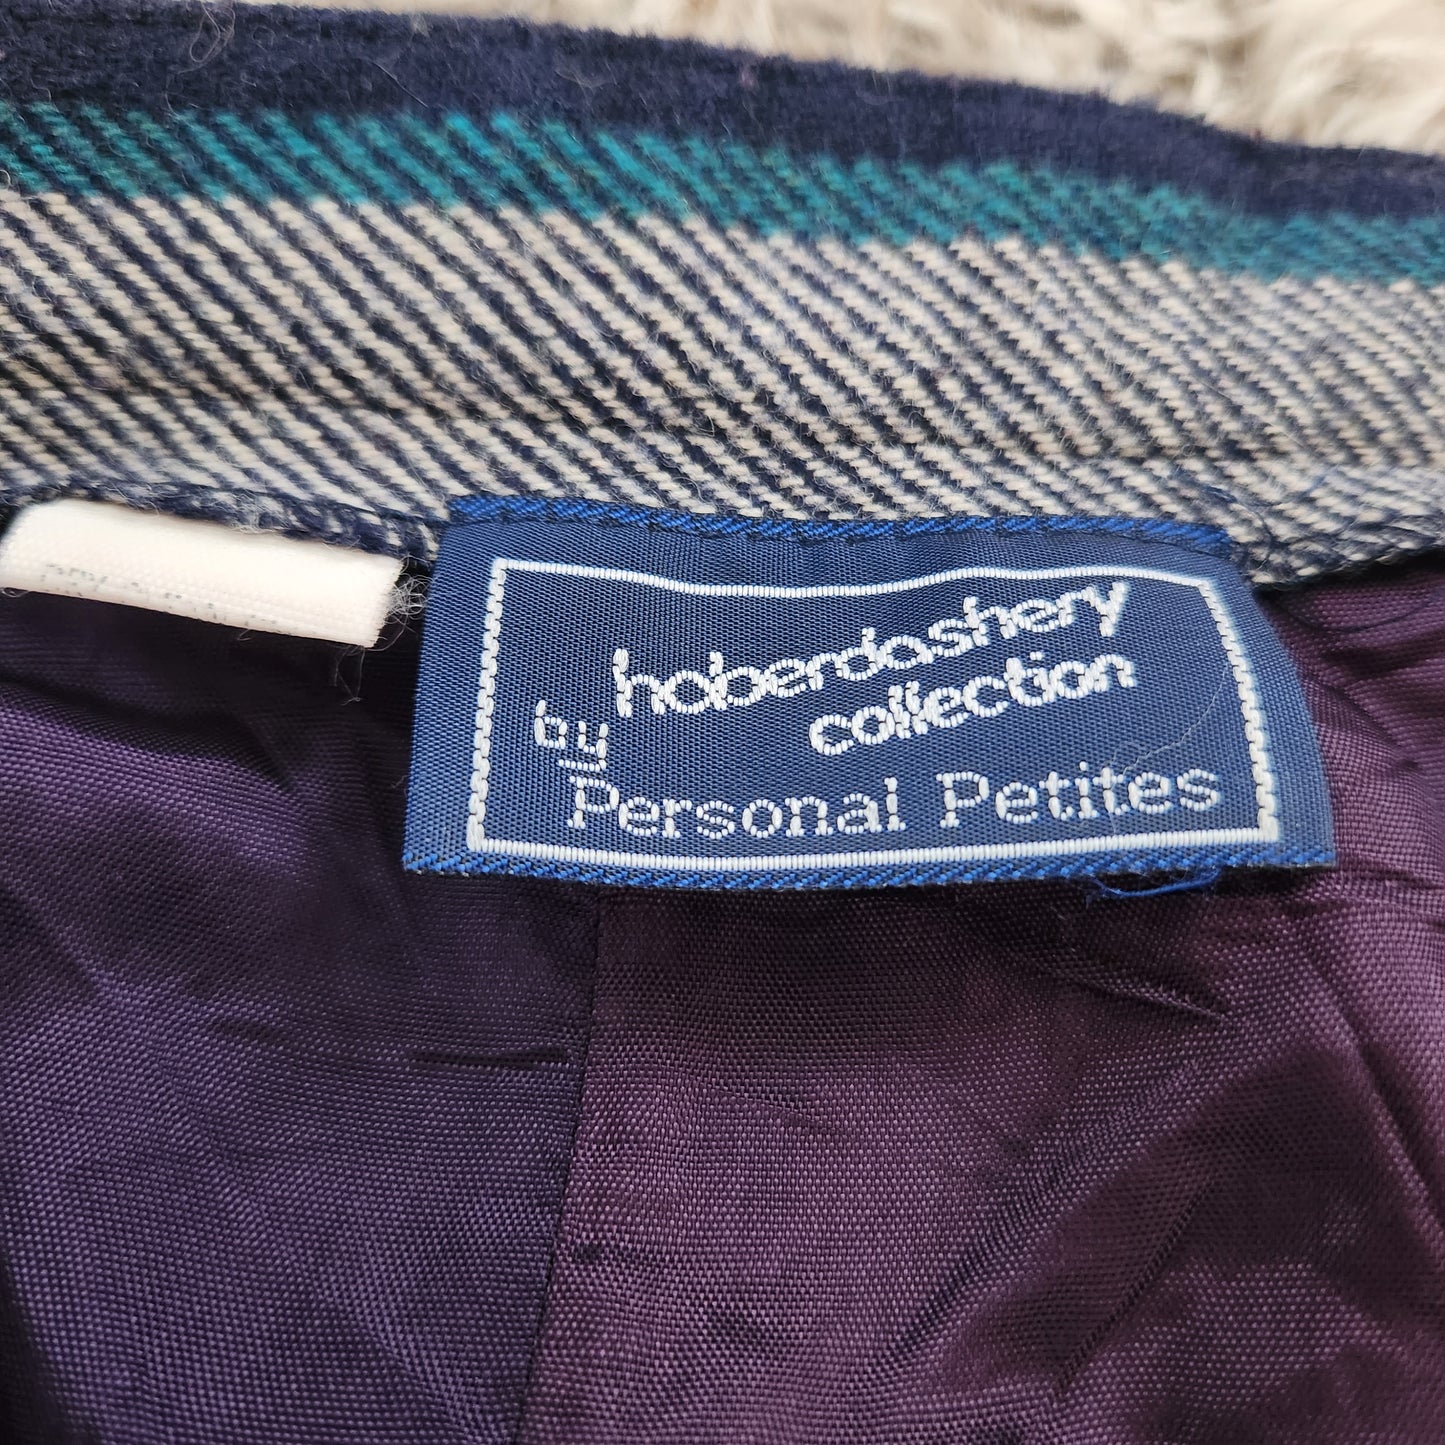 haberdashery
collection
by
Personal Petites